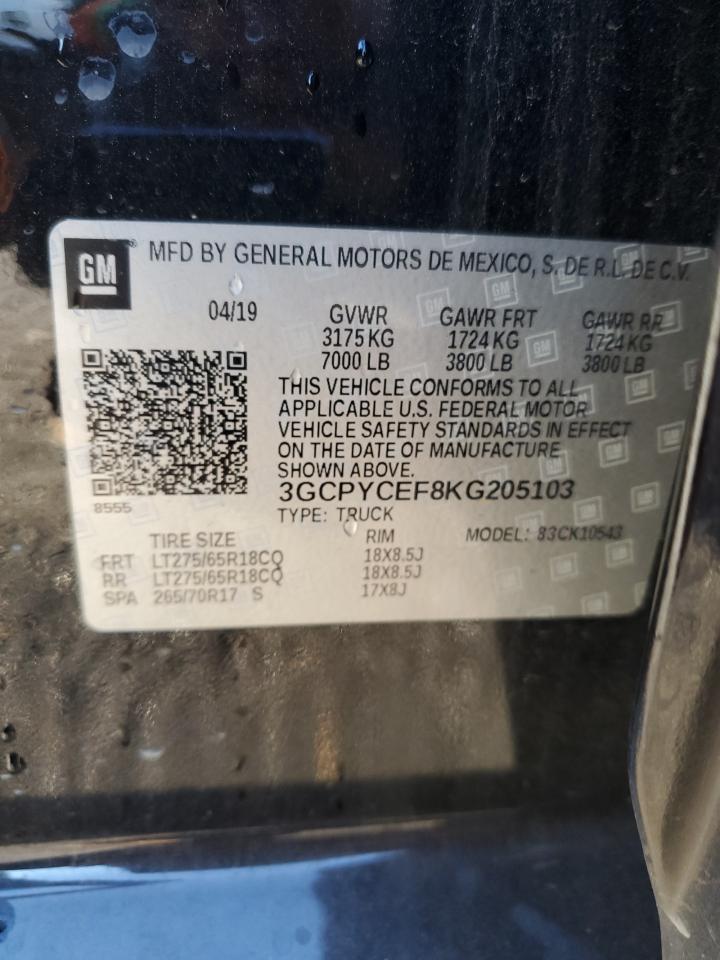 GM ® MFD BY GENERAL MOTORS DE MEXICO, S. DE R.L. DE C.V.
04/19 GVWR GAWR FRT GAWR RR
3175 KG 1724 KG 1724 KG
7000 LB 3800 LB 3800 LB
THIS VEHICLE CONFORMS TO ALL
APPLICABLE U.S. FEDERAL MOTOR
VEHICLE SAFETY STANDARDS IN EFFECT
ON THE DATE OF MANUFACTURE
SHOWN ABOVE.
3GCPYCEF8KG205103
8555
TYPE: TRUCK
MODEL: 83CK10543
TIRE SIZE RIM
FRT LT275/65R18CQ 18X8.5J
RR LT275/65R18CQ 18X8.5J
SPA 265/70R17 S 17X8J